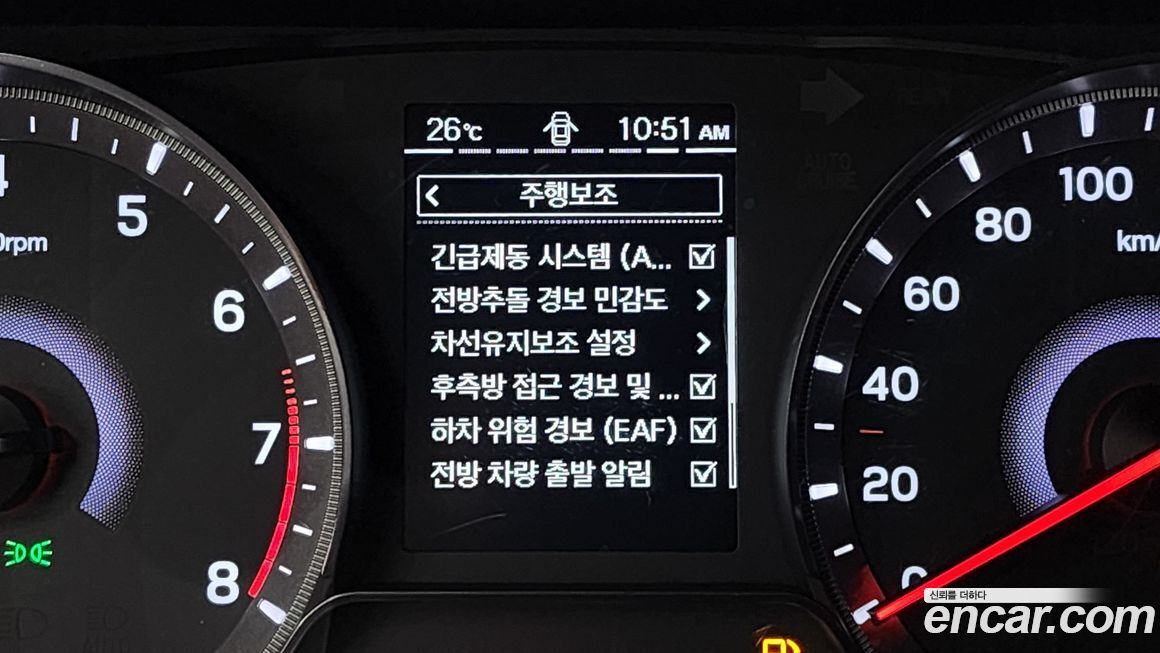 26°C 10:51 AM
주행보조
긴급제동 시스템 (A...
전방추돌 경보 민감도
차선유지보조 설정
후측방 접근 경보 및 ...
하차 위험 경보 (EAF)
전방 차량 출발 알림
5
6
7
8
100
80
60
40
20
0
km/
신뢰를 더하다
encar.com